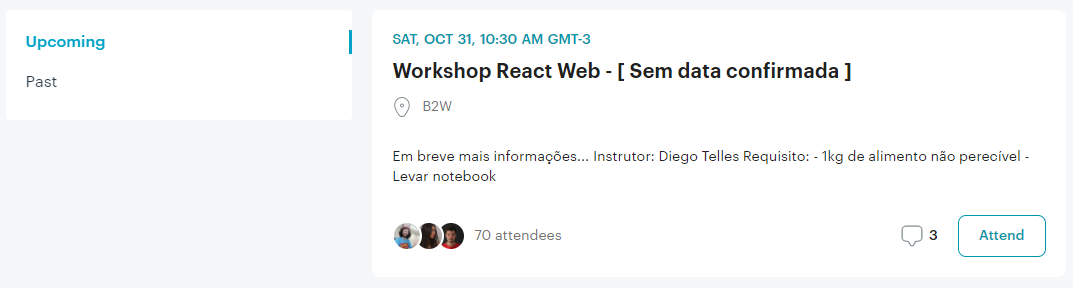 Upcoming
Past
SAT, OCT 31, 10:30 AM GMT-3
Workshop React Web - [ Sem data confirmada ]
B2W
Em breve mais informações... Instrutor: Diego Telles Requisito: - 1kg de alimento não perecível -
Levar notebook
70 attendees
3
Attend